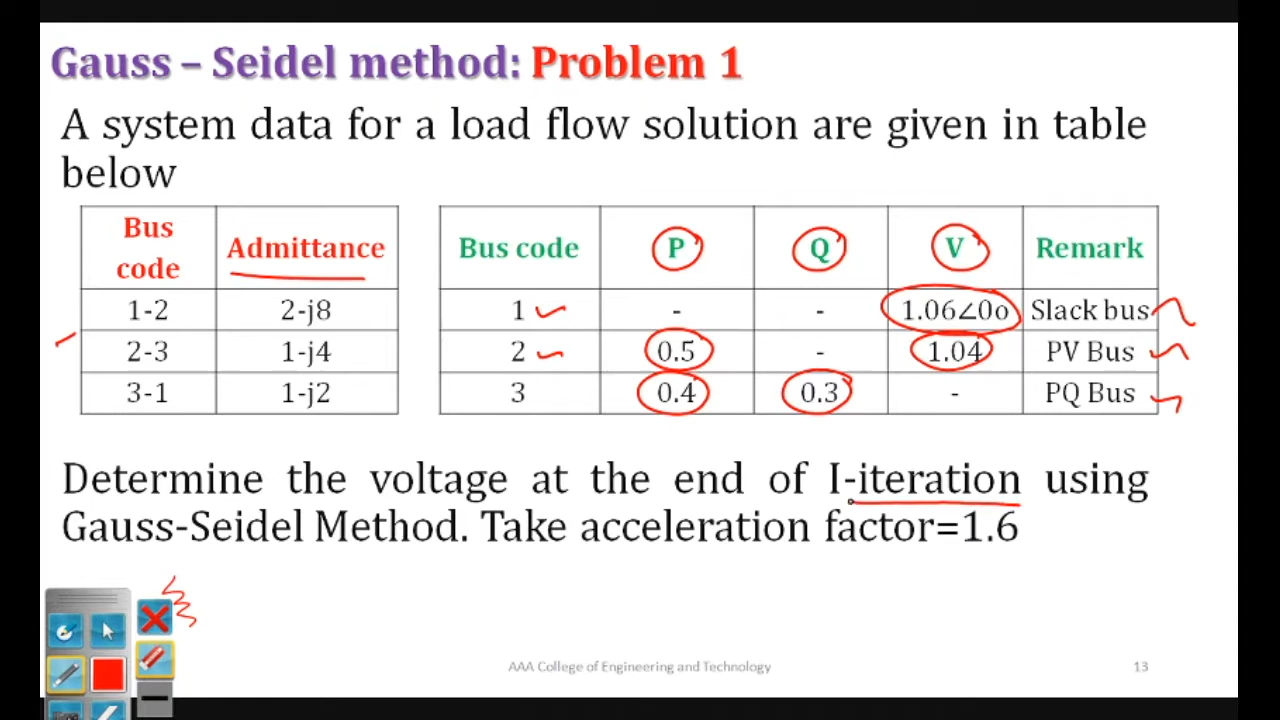 Gauss – Seidel method: Problem 1
A system data for a load flow solution are given in table
below
Bus code Admittance
1-2 2-j8
2-3 1-j4
3-1 1-j2
Bus code P Q V Remark
1 - - 1.06∠0o Slack bus
2 0.5 - 1.04 PV Bus
3 0.4 0.3 - PQ Bus
Determine the voltage at the end of I-iteration using
Gauss-Seidel Method. Take acceleration factor=1.6
AAA College of Engineering and Technology 13